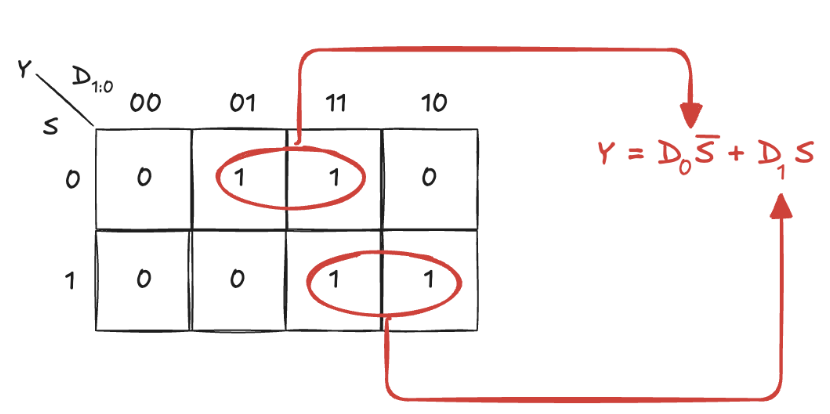 Y D₁:₀
S
00 01 11 10
0 0 1 1 0
1 0 0 1 1
Y = D₀S̅ + D₁S